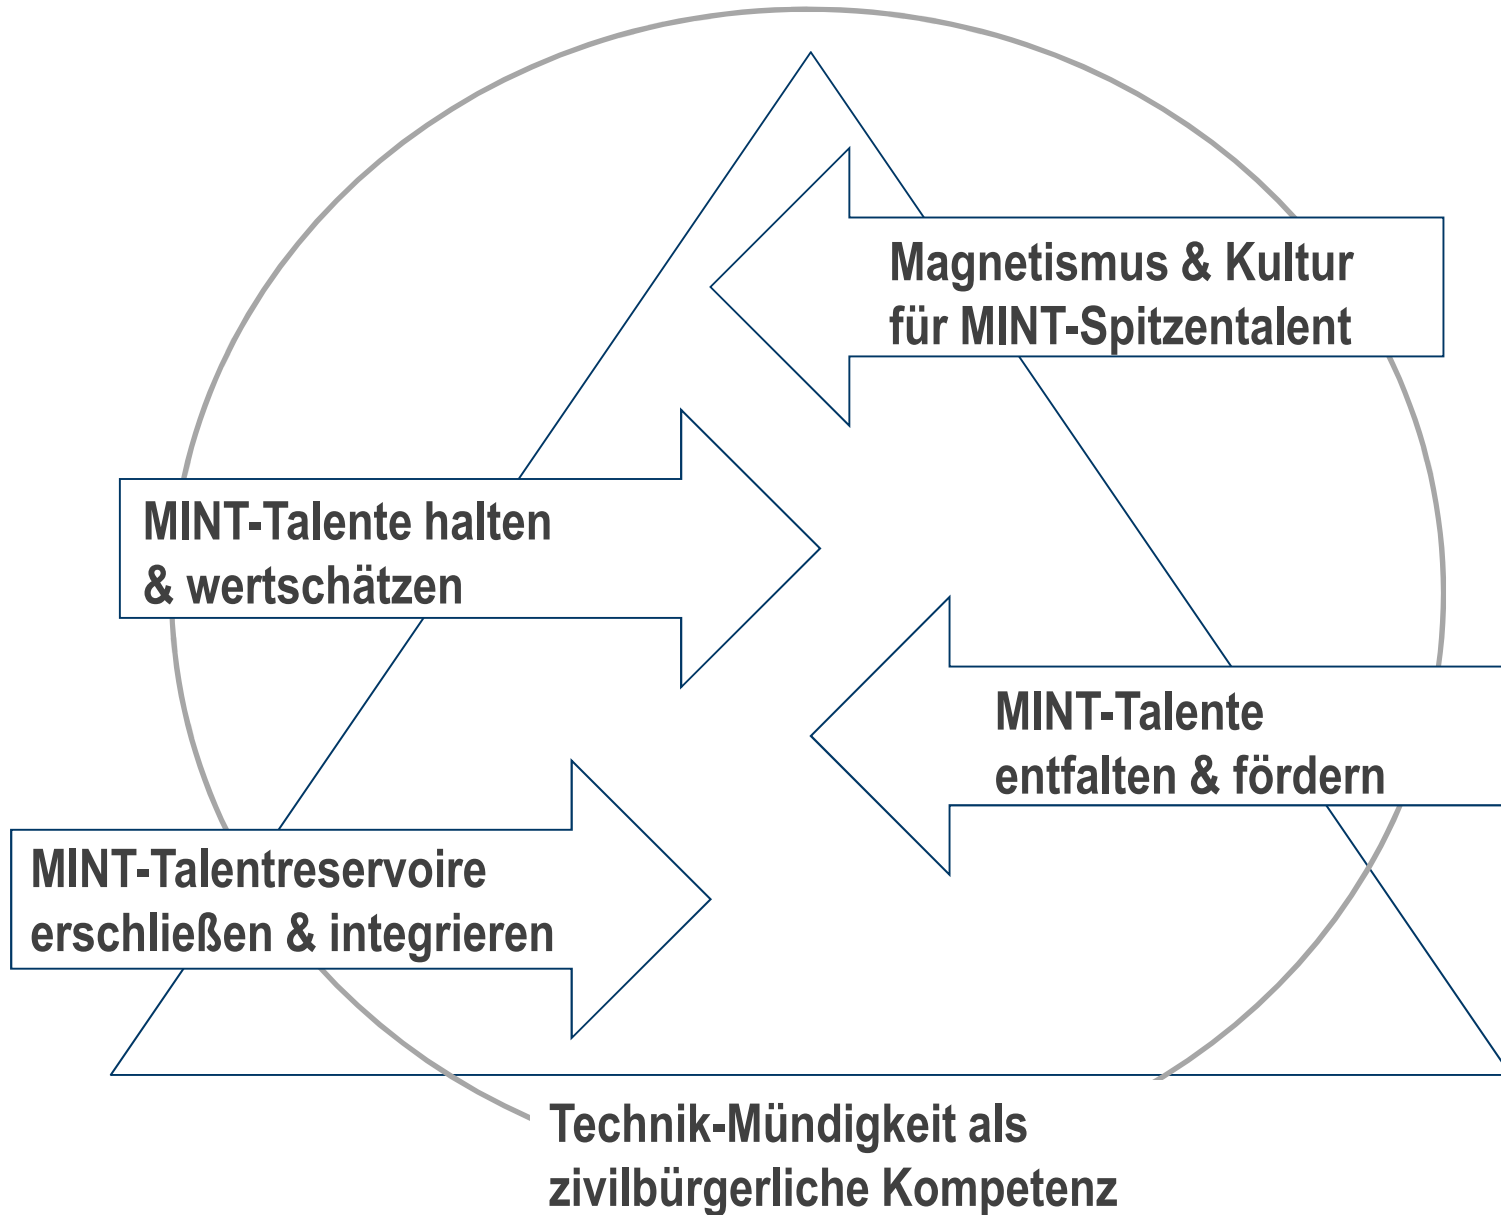 Magnetismus & Kultur
für MINT-Spitzentalent
MINT-Talente halten
& wertschätzen
MINT-Talente
entfalten & fördern
MINT-Talentreservoire
erschließen & integrieren
Technik-Mündigkeit als
zivilbürgerliche Kompetenz